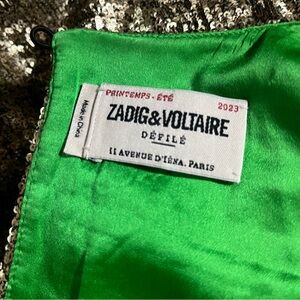 PRINTEMPS - ÉTÉ 2023
ZADIG&VOLTAIRE
DÉFILÉ
11 AVENUE D'IÉNA. PARIS
Made in China